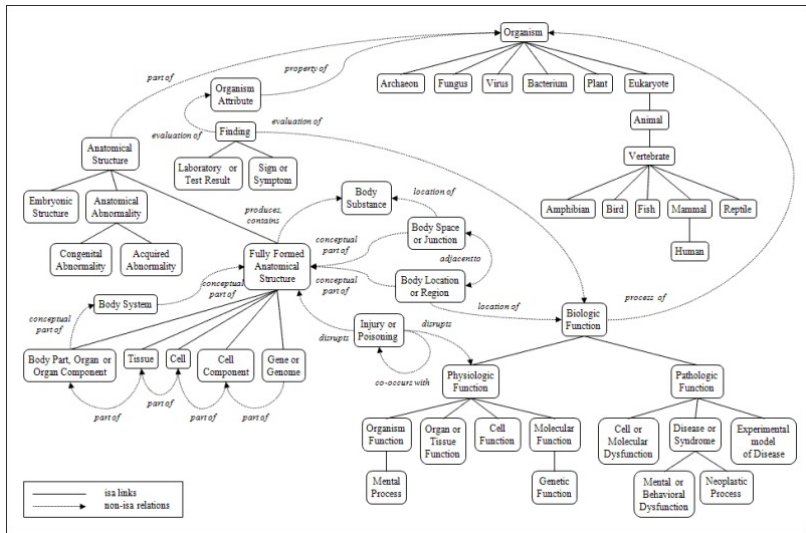 Organism
part of
property of
Organism
Attribute
Archaeon
Fungus
Virus
Bacterium
Plant
Eukaryote
evaluation of
evaluation of
Finding
Animal
Anatomical
Structure
Laboratory or
Test Result
Sign or
Symptom
Vertebrate
Embryonic
Structure
Anatomical
Abnormality
Body
Substance
location of
Amphibian
Bird
Fish
Mammal
Reptile
produces,
contains
Congenital
Abnormality
Acquired
Abnormality
Fully Formed
Anatomical
Structure
conceptual
part of
Body Space
or Junction
Human
adjacent to
conceptual
part of
Body System
conceptual
part of
Body Location
or Region
location of
Biologic
Function
process of
conceptual
part of
disrupts
Injury or
Poisoning
disrupts
Body Part, Organ or
Organ Component
Tissue
Cell
Cell
Component
Gene or
Genome
co-occurs with
Physiologic
Function
Pathologic
Function
part of
part of
part of
part of
Organism
Function
Organ or
Tissue
Function
Cell
Function
Molecular
Function
Cell or
Molecular
Dysfunction
Disease or
Syndrome
Experimental
model
of Disease
Mental
Process
Genetic
Function
Mental or
Behavioral
Dysfunction
Neoplastic
Process
isa links
non-isa relations